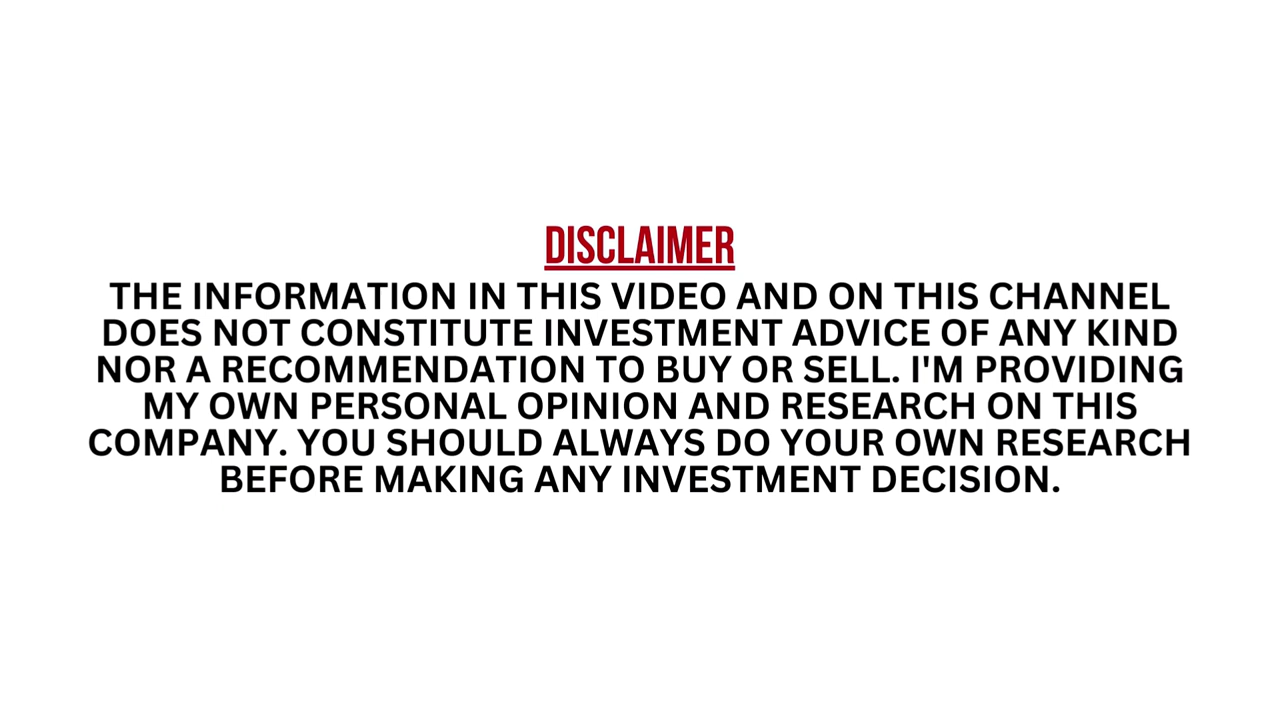 DISCLAIMER
THE INFORMATION IN THIS VIDEO AND ON THIS CHANNEL
DOES NOT CONSTITUTE INVESTMENT ADVICE OF ANY KIND
NOR A RECOMMENDATION TO BUY OR SELL. I'M PROVIDING
MY OWN PERSONAL OPINION AND RESEARCH ON THIS
COMPANY. YOU SHOULD ALWAYS DO YOUR OWN RESEARCH
BEFORE MAKING ANY INVESTMENT DECISION.